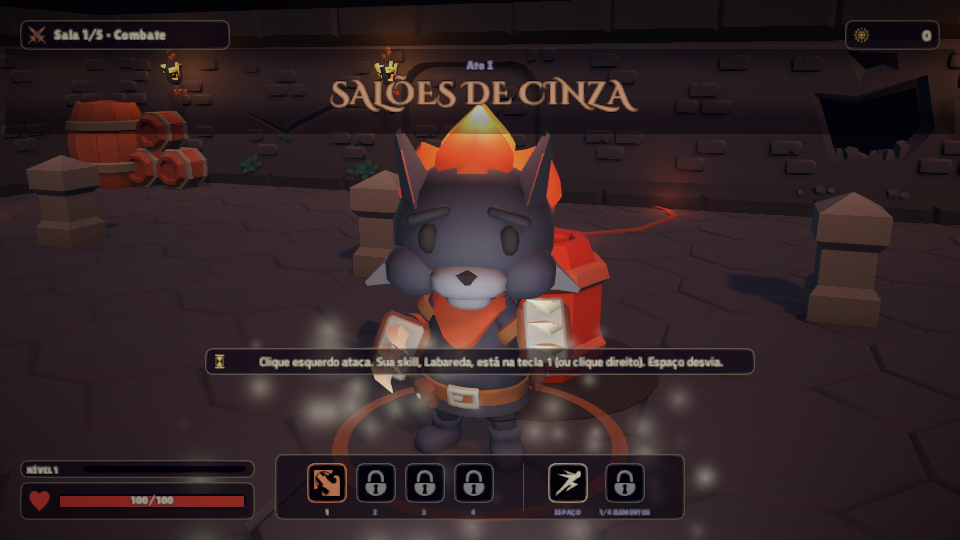 Sala 1/5 - Combate
0
Ato I
SALÕES DE CINZA
Clique esquerdo ataca. Sua skill, Labareda, está na tecla 1 (ou clique direito). Espaço desvia.
NÍVEL 1
100/100
1
2
3
4
ESPAÇO
1/4 ELEMENTOS